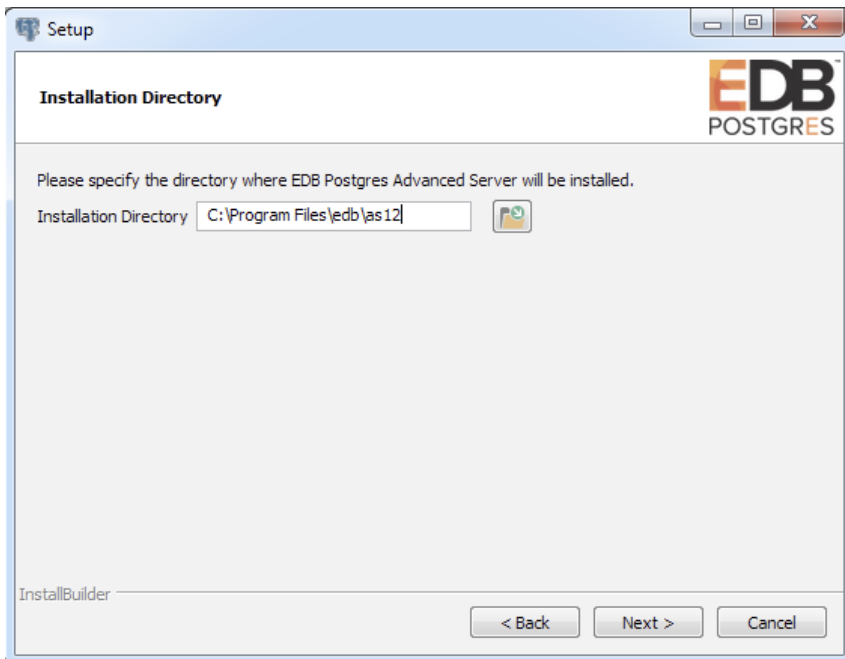 Setup
Installation Directory
EDB
POSTGRES
Please specify the directory where EDB Postgres Advanced Server will be installed.
Installation Directory C:\Program Files\edb\as12
InstallBuilder
< Back Next > Cancel